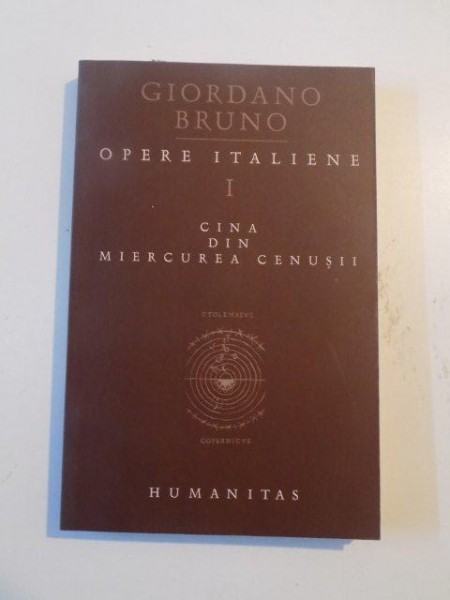 GIORDANO
BRUNO
OPERE ITALIENE
I
CINA
DIN
MIERCUREA CENUȘII
PTOLEMAEVS
COPERNICVS
HUMANITAS